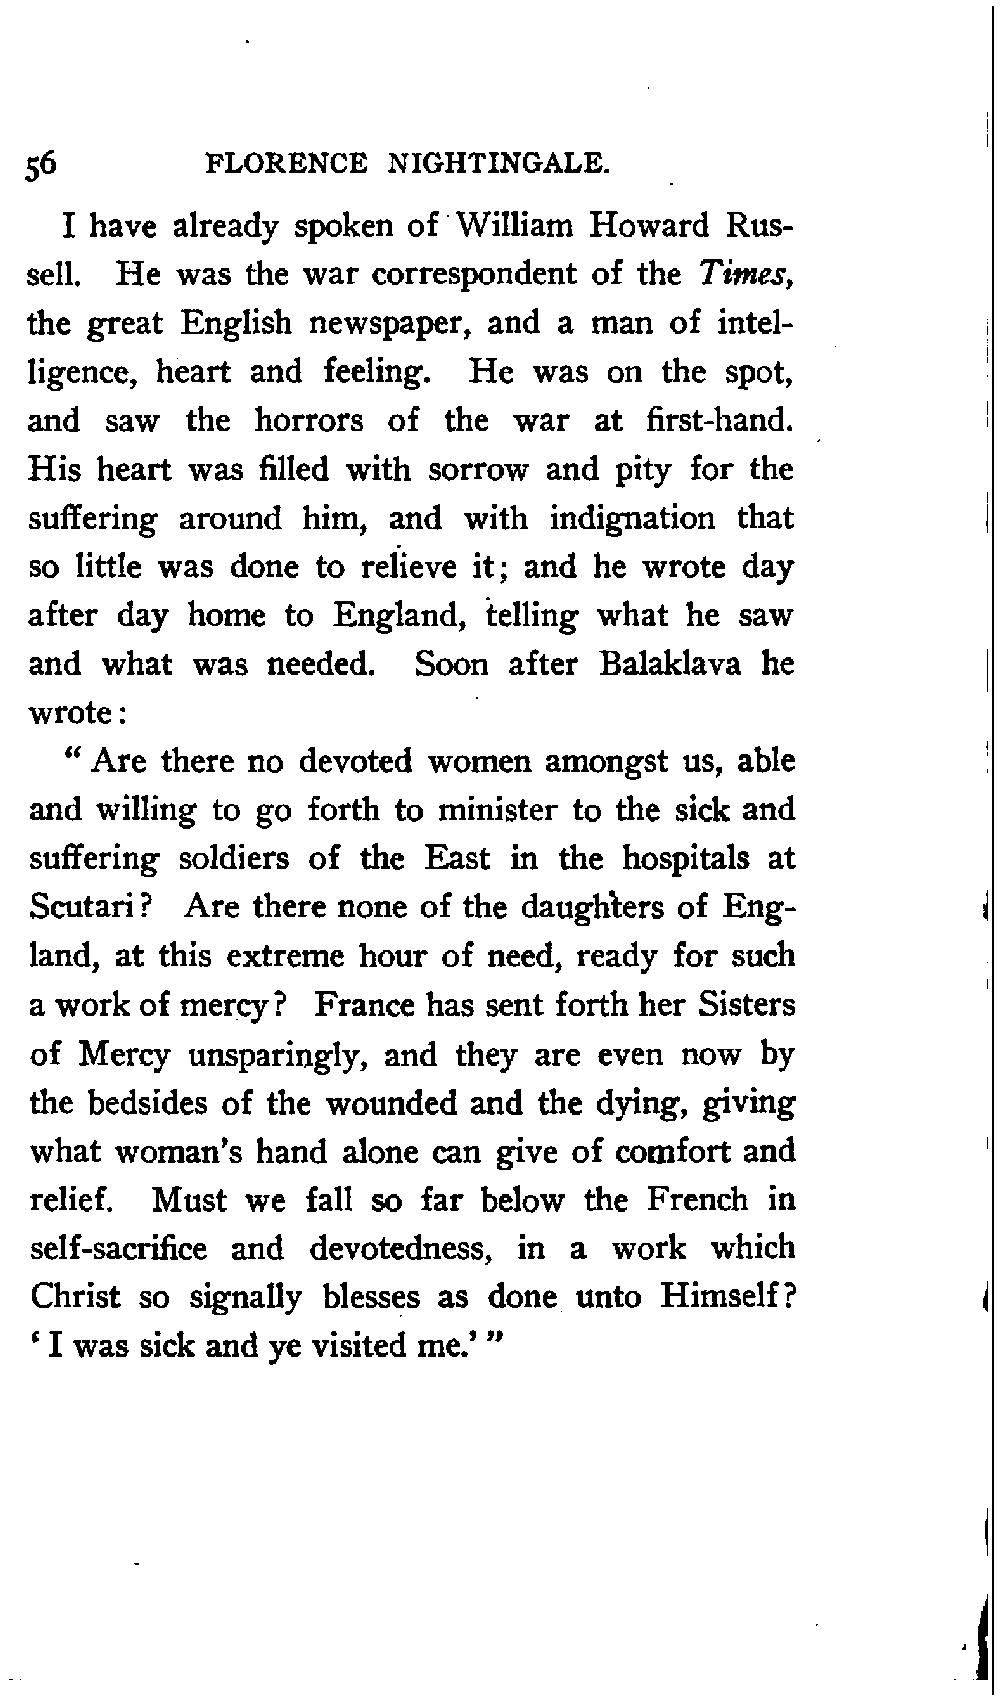 56 FLORENCE NIGHTINGALE.
I have already spoken of William Howard Rus-
sell. He was the war correspondent of the Times,
the great English newspaper, and a man of intel-
ligence, heart and feeling. He was on the spot,
and saw the horrors of the war at first-hand.
His heart was filled with sorrow and pity for the
suffering around him, and with indignation that
so little was done to relieve it; and he wrote day
after day home to England, telling what he saw
and what was needed. Soon after Balaklava he
wrote:
“Are there no devoted women amongst us, able
and willing to go forth to minister to the sick and
suffering soldiers of the East in the hospitals at
Scutari? Are there none of the daughters of Eng-
land, at this extreme hour of need, ready for such
a work of mercy? France has sent forth her Sisters
of Mercy unsparingly, and they are even now by
the bedsides of the wounded and the dying, giving
what woman's hand alone can give of comfort and
relief. Must we fall so far below the French in
self-sacrifice and devotedness, in a work which
Christ so signally blesses as done unto Himself?
‘I was sick and ye visited me.’”